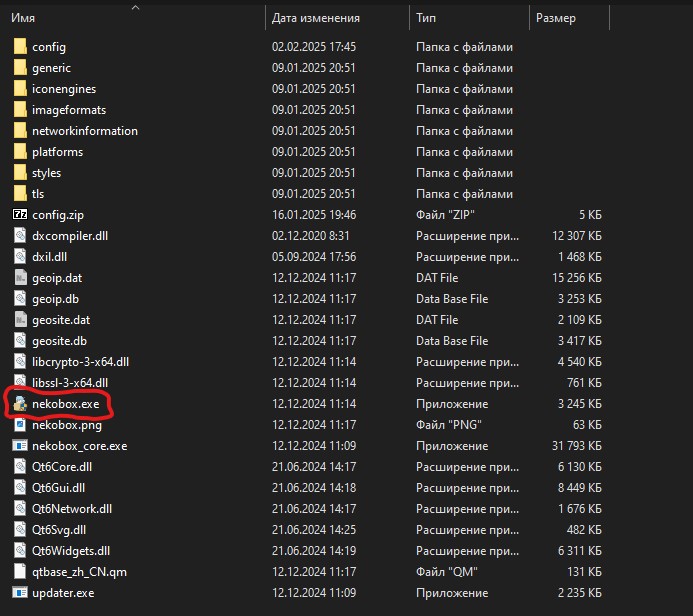 Имя Дата изменения Тип Размер
config 02.02.2025 17:45 Папка с файлами
generic 09.01.2025 20:51 Папка с файлами
iconengines 09.01.2025 20:51 Папка с файлами
imageformats 09.01.2025 20:51 Папка с файлами
networkinformation 09.01.2025 20:51 Папка с файлами
platforms 09.01.2025 20:51 Папка с файлами
styles 09.01.2025 20:51 Папка с файлами
tls 09.01.2025 20:51 Папка с файлами
config.zip 16.01.2025 19:46 Файл "ZIP" 5 КБ
dxcompiler.dll 02.12.2020 8:31 Расширение при... 12 307 КБ
dxil.dll 05.09.2024 17:56 Расширение при... 1 468 КБ
geoip.dat 12.12.2024 11:17 DAT File 15 256 КБ
geoip.db 12.12.2024 11:17 Data Base File 3 253 КБ
geosite.dat 12.12.2024 11:17 DAT File 2 109 КБ
geosite.db 12.12.2024 11:17 Data Base File 3 417 КБ
libcrypto-3-x64.dll 12.12.2024 11:14 Расширение при... 4 540 КБ
libssl-3-x64.dll 12.12.2024 11:14 Расширение при... 761 КБ
nekobox.exe 12.12.2024 11:14 Приложение 3 245 КБ
nekobox.png 12.12.2024 11:17 Файл "PNG" 63 КБ
nekobox_core.exe 12.12.2024 11:09 Приложение 31 793 КБ
Qt6Core.dll 21.06.2024 14:17 Расширение при... 6 130 КБ
Qt6Gui.dll 21.06.2024 14:18 Расширение при... 8 449 КБ
Qt6Network.dll 21.06.2024 14:17 Расширение при... 1 676 КБ
Qt6Svg.dll 21.06.2024 14:25 Расширение при... 482 КБ
Qt6Widgets.dll 21.06.2024 14:19 Расширение при... 6 311 КБ
qtbase_zh_CN.qm 12.12.2024 11:17 Файл "QM" 131 КБ
updater.exe 12.12.2024 11:09 Приложение 2 235 КБ